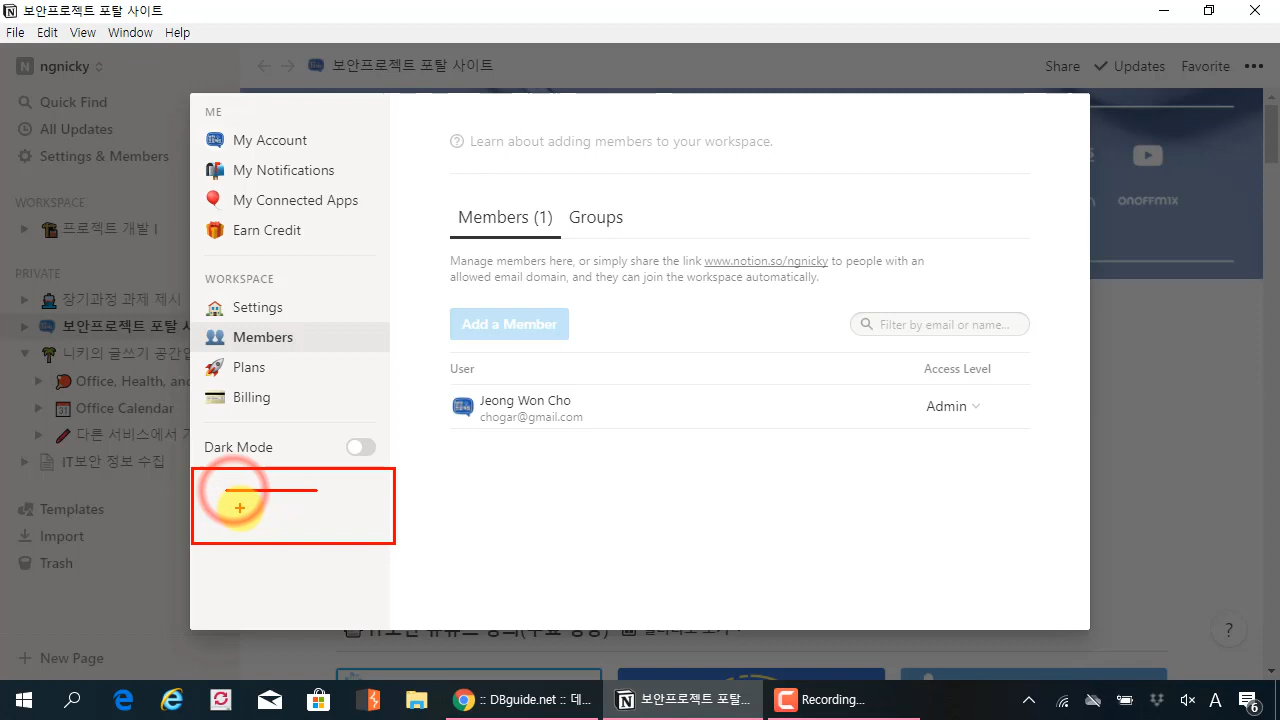 보안프로젝트 포탈 사이트
File Edit View Window Help
ngnicky
보안프로젝트 포탈 사이트
Share Updates Favorite
Quick Find
All Updates
Settings & Members
WORKSPACE
프로젝트 개발 I
PRIVATE
장기과정 과제 제시
보안프로젝트 포탈 사
니키의 글쓰기 공간입
Office, Health, and
Office Calendar
다른 서비스에서 가
IT보안 정보 수집
Templates
Import
Trash
New Page
ME
My Account
My Notifications
My Connected Apps
Earn Credit
WORKSPACE
Settings
Members
Plans
Billing
Dark Mode
Learn about adding members to your workspace.
Members (1) Groups
Manage members here, or simply share the link www.notion.so/ngnicky to people with an
allowed email domain, and they can join the workspace automatically.
Add a Member
Filter by email or name...
User Access Level
Jeong Won Cho
chogar@gmail.com
Admin
ONOFFMIX
?
:: DBguide.net :: 데...
보안프로젝트 포탈...
Recording...
A
6